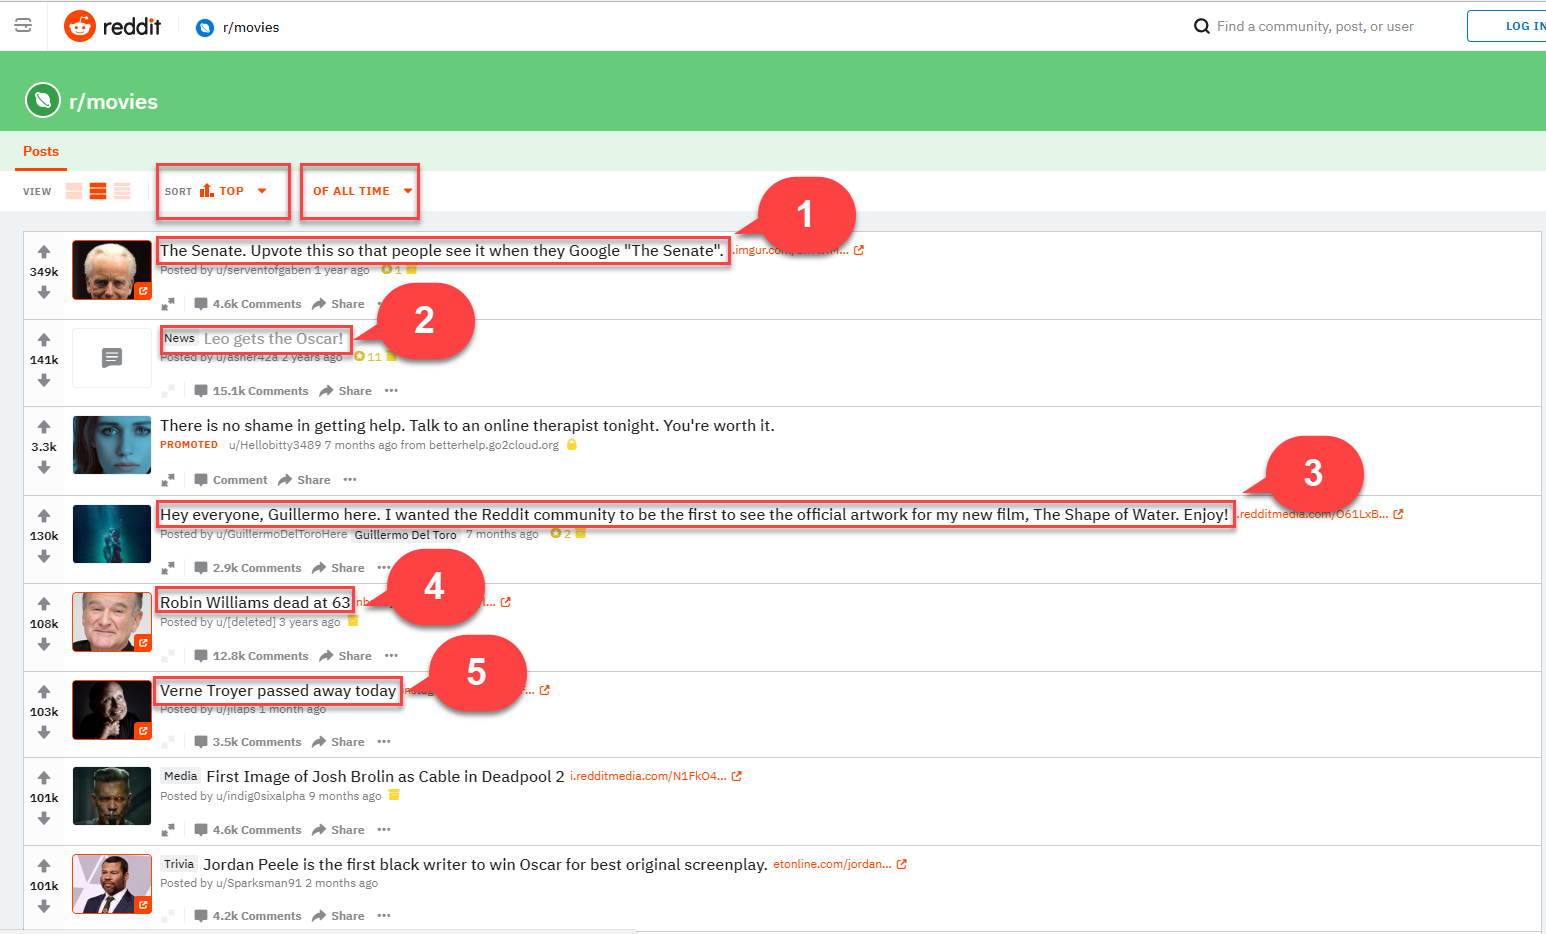 reddit r/movies Find a community, post, or user LOG IN
r/movies
Posts
VIEW SORT TOP OF ALL TIME
1
The Senate. Upvote this so that people see it when they Google "The Senate".
349k
Posted by u/serventofgaben 1 year ago 1
4.6k Comments Share
2
News Leo gets the Oscar!
141k
Posted by u/asher42a 2 years ago 11
15.1k Comments Share
There is no shame in getting help. Talk to an online therapist tonight. You're worth it.
3.3k
PROMOTED u/Hellobitty3489 7 months ago from betterhelp.go2cloud.org
Comment Share
3
Hey everyone, Guillermo here. I wanted the Reddit community to be the first to see the official artwork for my new film, The Shape of Water. Enjoy! .redditmedia.com/O61LxB...
130k
Posted by u/GuillermoDelToroHere Guillermo Del Toro 7 months ago 2
2.9k Comments Share
4
Robin Williams dead at 63
108k
Posted by u/[deleted] 3 years ago
12.8k Comments Share
5
Verne Troyer passed away today
103k
Posted by u/jilaps 1 month ago
3.5k Comments Share
Media First Image of Josh Brolin as Cable in Deadpool 2 i.redditmedia.com/N1FkO4...
101k
Posted by u/indig0sixalpha 9 months ago
4.6k Comments Share
Trivia Jordan Peele is the first black writer to win Oscar for best original screenplay. etonline.com/jordan...
101k
Posted by u/Sparksman91 2 months ago
4.2k Comments Share